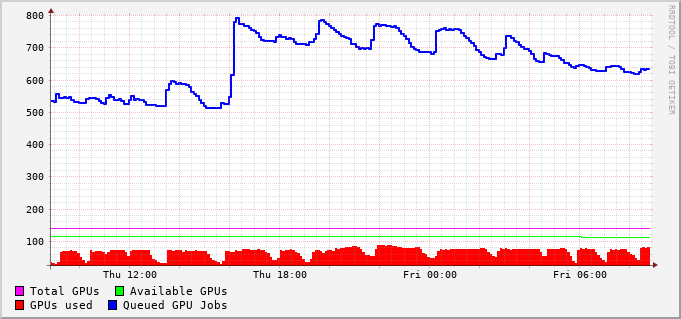 800
700
600
500
400
300
200
100
Thu 12:00 Thu 18:00 Fri 00:00 Fri 06:00
Total GPUs Available GPUs
GPUs used Queued GPU Jobs
RRDTOOL / TOBI OETIKER